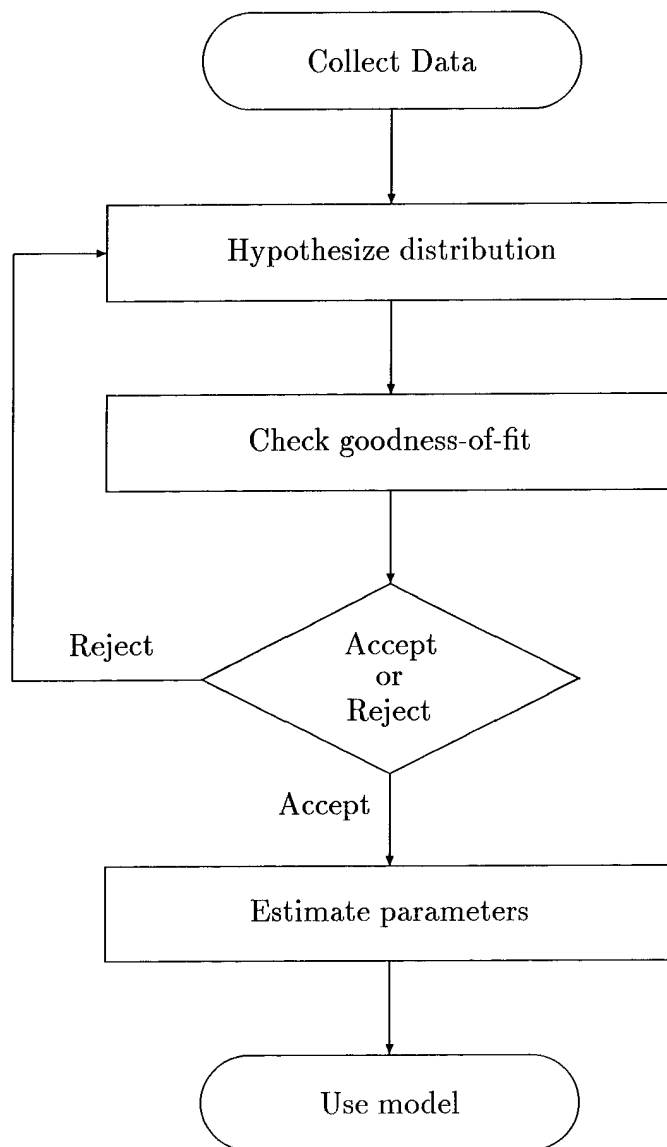 Collect Data
Hypothesize distribution
Check goodness-of-fit
Reject
Accept
or
Reject
Accept
Estimate parameters
Use model